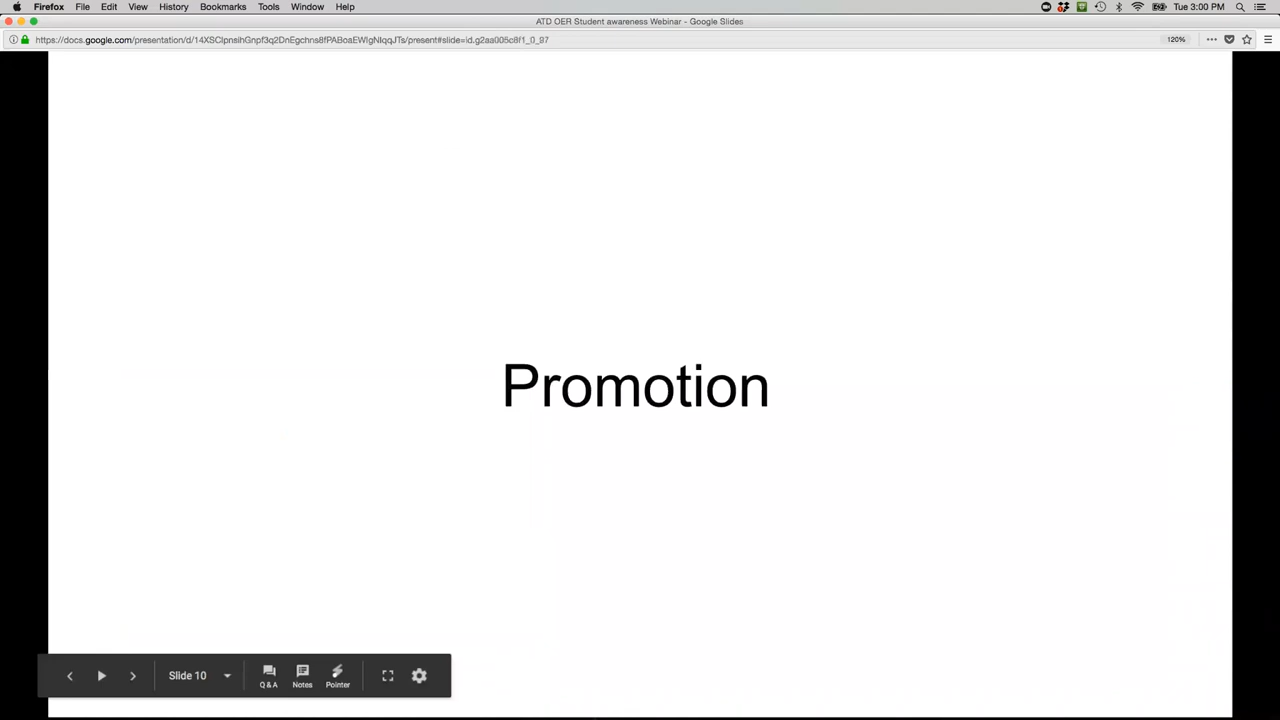 Firefox File Edit View History Bookmarks Tools Window Help Tue 3:00 PM
ATD OER Student awareness Webinar - Google Slides
120%
Promotion
Slide 10
Q & A Notes Pointer